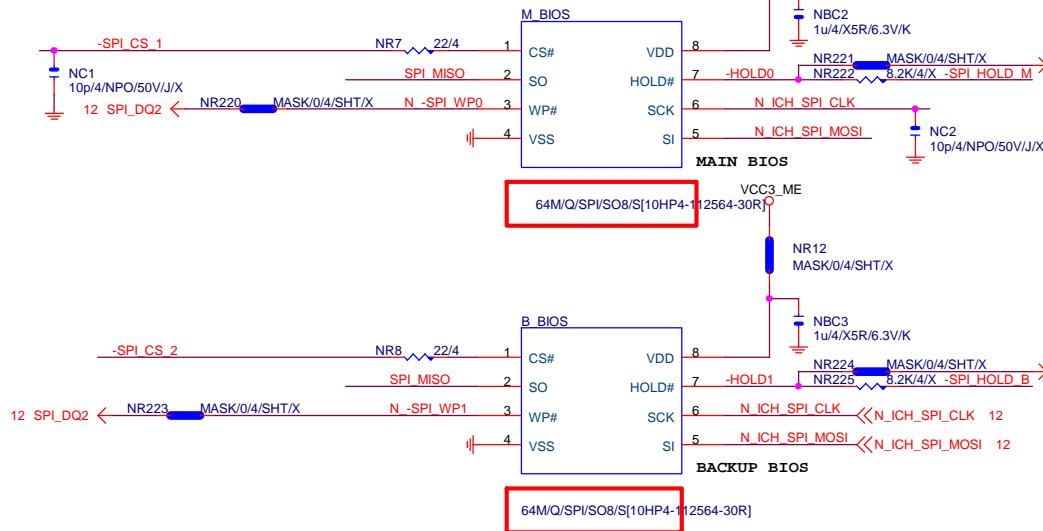 M_BIOS
NBC2
1u/4/X5R/6.3V/K
-SPI_CS_1
NR7 22/4
1 CS# VDD 8
NR221 MASK/0/4/SHT/X
NC1
10p/4/NPO/50V/J/X
SPI_MISO 2 SO HOLD# 7 -HOLD0 NR222 8.2K/4/X -SPI_HOLD_M
12 SPI_DQ2 NR220 MASK/0/4/SHT/X N_-SPI_WP0 3 WP# SCK 6 N_ICH_SPI_CLK
4 VSS SI 5 N_ICH_SPI_MOSI
NC2
10p/4/NPO/50V/J/X
MAIN BIOS
64M/Q/SPI/SO8/S[10HP4-112564-30R]
VCC3_ME
NR12
MASK/0/4/SHT/X
B_BIOS
NBC3
1u/4/X5R/6.3V/K
-SPI_CS_2 NR8 22/4 1 CS# VDD 8
NR224 MASK/0/4/SHT/X
SPI_MISO 2 SO HOLD# 7 -HOLD1 NR225 8.2K/4/X -SPI_HOLD_B
12 SPI_DQ2 NR223 MASK/0/4/SHT/X N_-SPI_WP1 3 WP# SCK 6 N_ICH_SPI_CLK N_ICH_SPI_CLK 12
4 VSS SI 5 N_ICH_SPI_MOSI N_ICH_SPI_MOSI 12
BACKUP BIOS
64M/Q/SPI/SO8/S[10HP4-112564-30R]